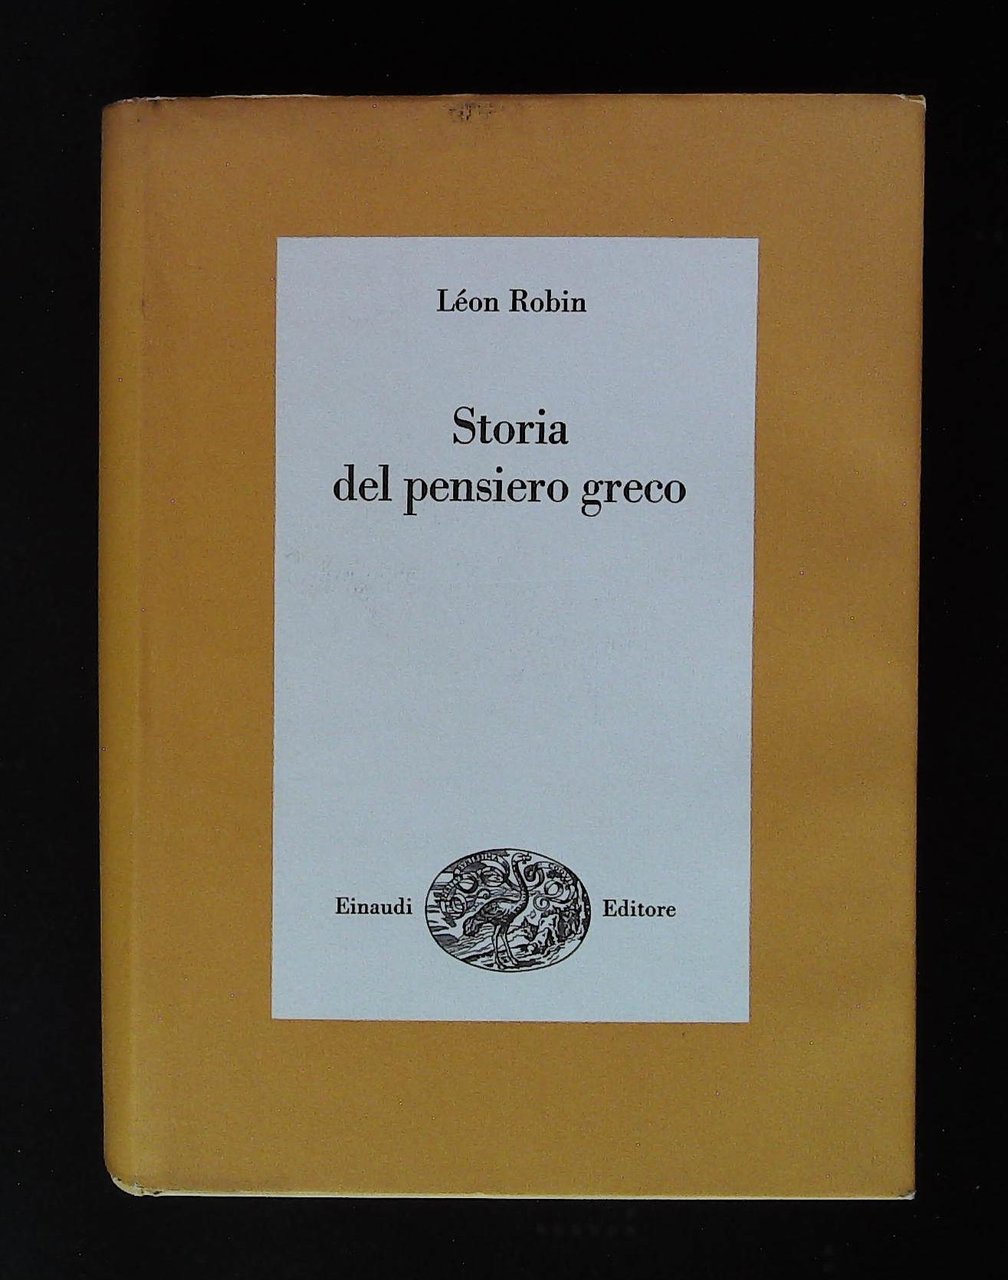 Léon Robin
Storia
del pensiero greco
Einaudi
Editore